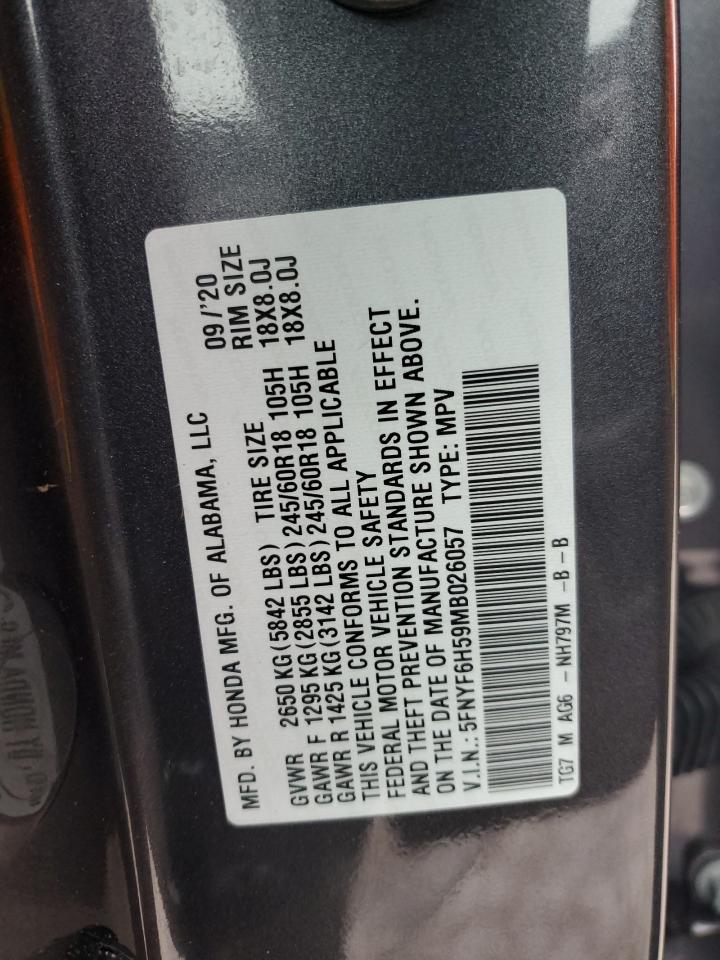 MFD. BY HONDA MFG. OF ALABAMA, LLC 09/'20
TIRE SIZE RIM SIZE
GVWR 2650 KG (5842 LBS)
GAWR F 1295 KG (2855 LBS) 245/60R18 105H 18X8.0J
GAWR R 1425 KG (3142 LBS) 245/60R18 105H 18X8.0J
THIS VEHICLE CONFORMS TO ALL APPLICABLE
FEDERAL MOTOR VEHICLE SAFETY
AND THEFT PREVENTION STANDARDS IN EFFECT
ON THE DATE OF MANUFACTURE SHOWN ABOVE.
V.I.N.: 5FNYF6H59MB026057 TYPE: MPV
TG7 M AG6 -NH797M -B -B